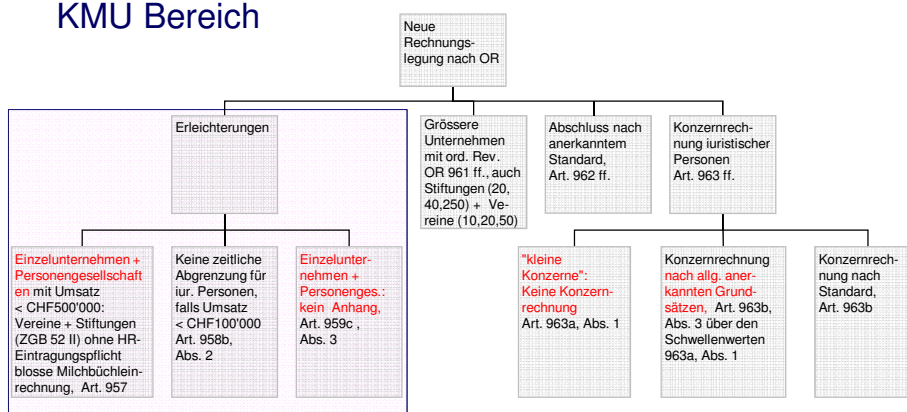 KMU Bereich
Neue
Rechnungs-
legung nach OR
Erleichterungen
Grössere
Unternehmen
mit ord. Rev.
OR 961 ff., auch
Stiftungen (20,
40,250) + Ve-
reine (10,20,50)
Abschluss nach
anerkanntem
Standard,
Art. 962 ff.
Konzernrech-
nung iuristischer
Personen
Art. 963 ff.
Einzelunternehmen +
Personengesellschaft
en mit Umsatz
< CHF500'000:
Vereine + Stiftungen
(ZGB 52 II) ohne HR-
Eintragungspflicht
blosse Milchbüchlein-
rechnung, Art. 957
Keine zeitliche
Abgrenzung für
iur. Personen,
falls Umsatz
< CHF100'000
Art. 958b,
Abs. 2
Einzelunter-
nehmen +
Personenges.:
kein Anhang,
Art. 959c ,
Abs. 3
"kleine
Konzerne":
Keine Konzern-
rechnung
Art. 963a, Abs. 1
Konzernrechnung
nach allg. aner-
kannten Grund-
sätzen, Art. 963b,
Abs. 3 über den
Schwellenwerten
963a, Abs. 1
Konzernrech-
nung nach
Standard,
Art. 963b